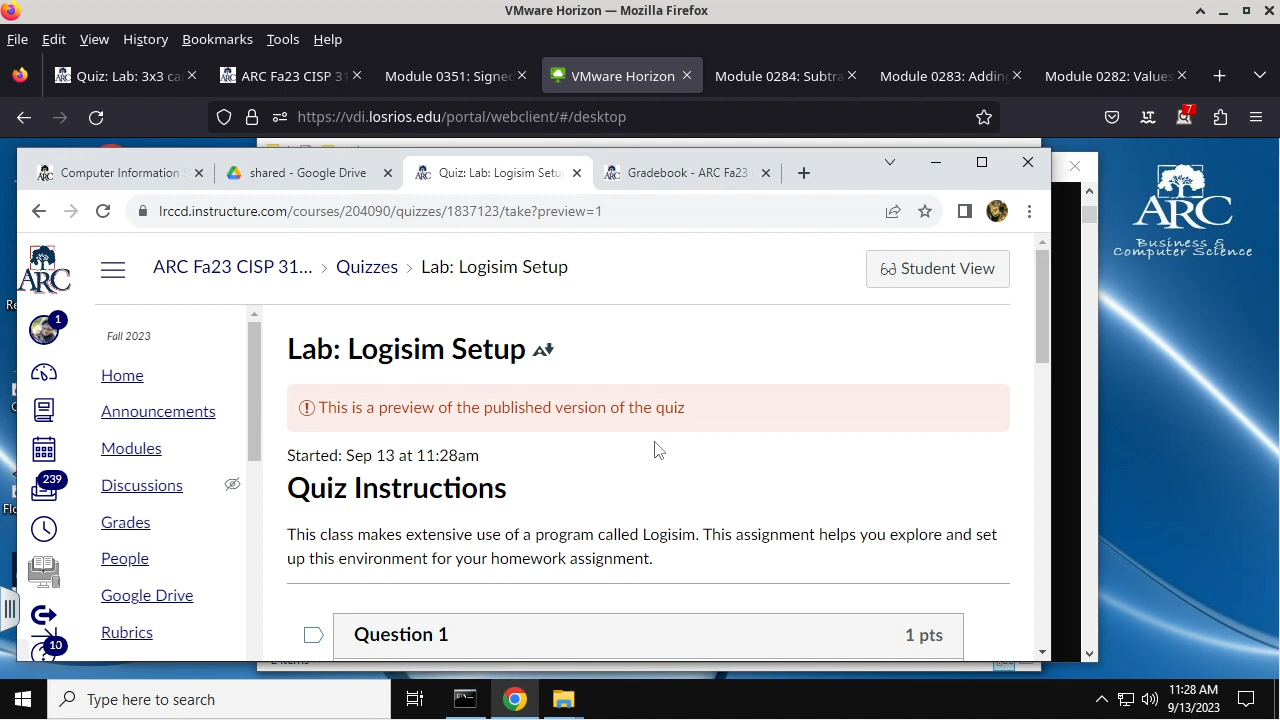 VMware Horizon — Mozilla Firefox
File Edit View History Bookmarks Tools Help
Quiz: Lab: 3x3 ca
ARC Fa23 CISP 31
Module 0351: Signed
VMware Horizon
Module 0284: Subtra
Module 0283: Adding
Module 0282: Values
https://vdi.losrios.edu/portal/webclient/#/desktop
7
Computer Information
shared - Google Drive
Quiz: Lab: Logisim Setu
Gradebook - ARC Fa23
lrccd.instructure.com/courses/204090/quizzes/1837123/take?preview=1
ARC
Business &
Computer Science
ARC
ARC Fa23 CISP 31... › Quizzes › Lab: Logisim Setup
Student View
1
239
10
Fall 2023
Home
Announcements
Modules
Discussions
Grades
People
Google Drive
Rubrics
Lab: Logisim Setup
This is a preview of the published version of the quiz
Started: Sep 13 at 11:28am
Quiz Instructions
This class makes extensive use of a program called Logisim. This assignment helps you explore and set
up this environment for your homework assignment.
Question 1
1 pts
Type here to search
11:28 AM
9/13/2023